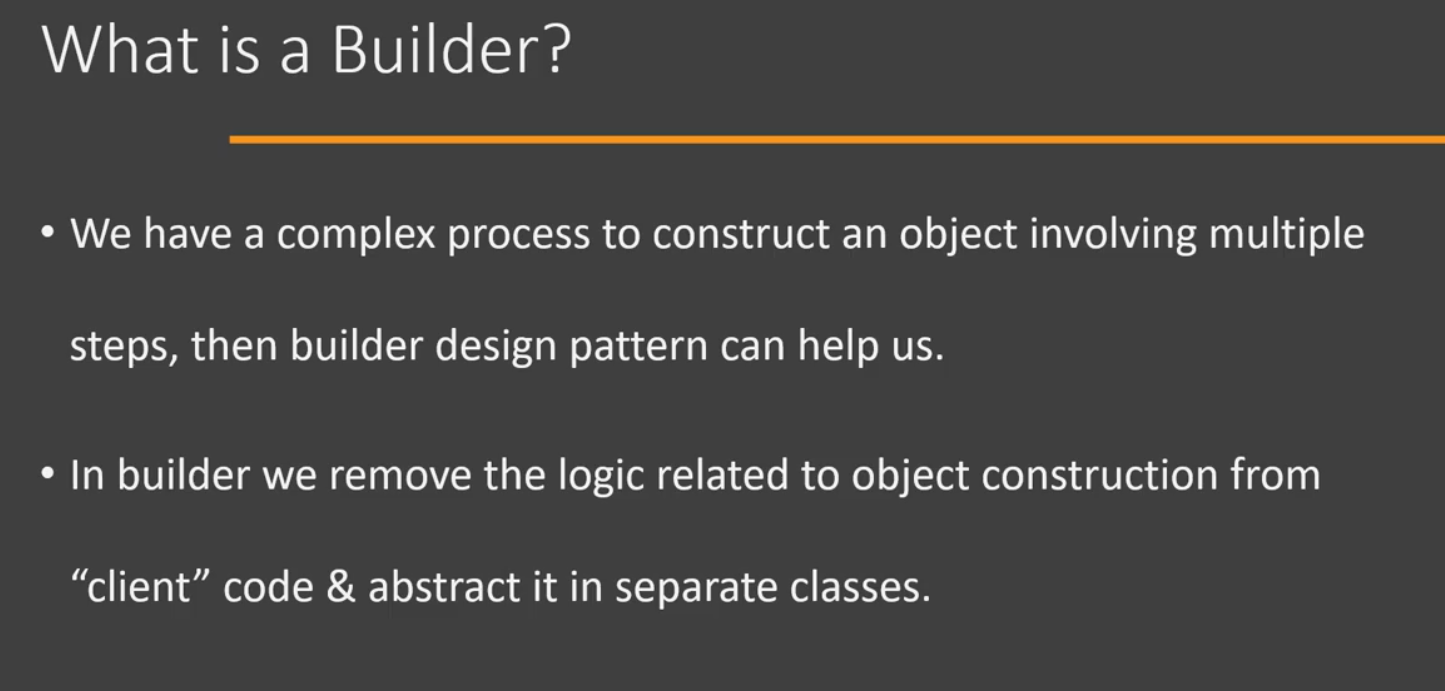 What is a Builder?
• We have a complex process to construct an object involving multiple
steps, then builder design pattern can help us.
• In builder we remove the logic related to object construction from
“client” code & abstract it in separate classes.